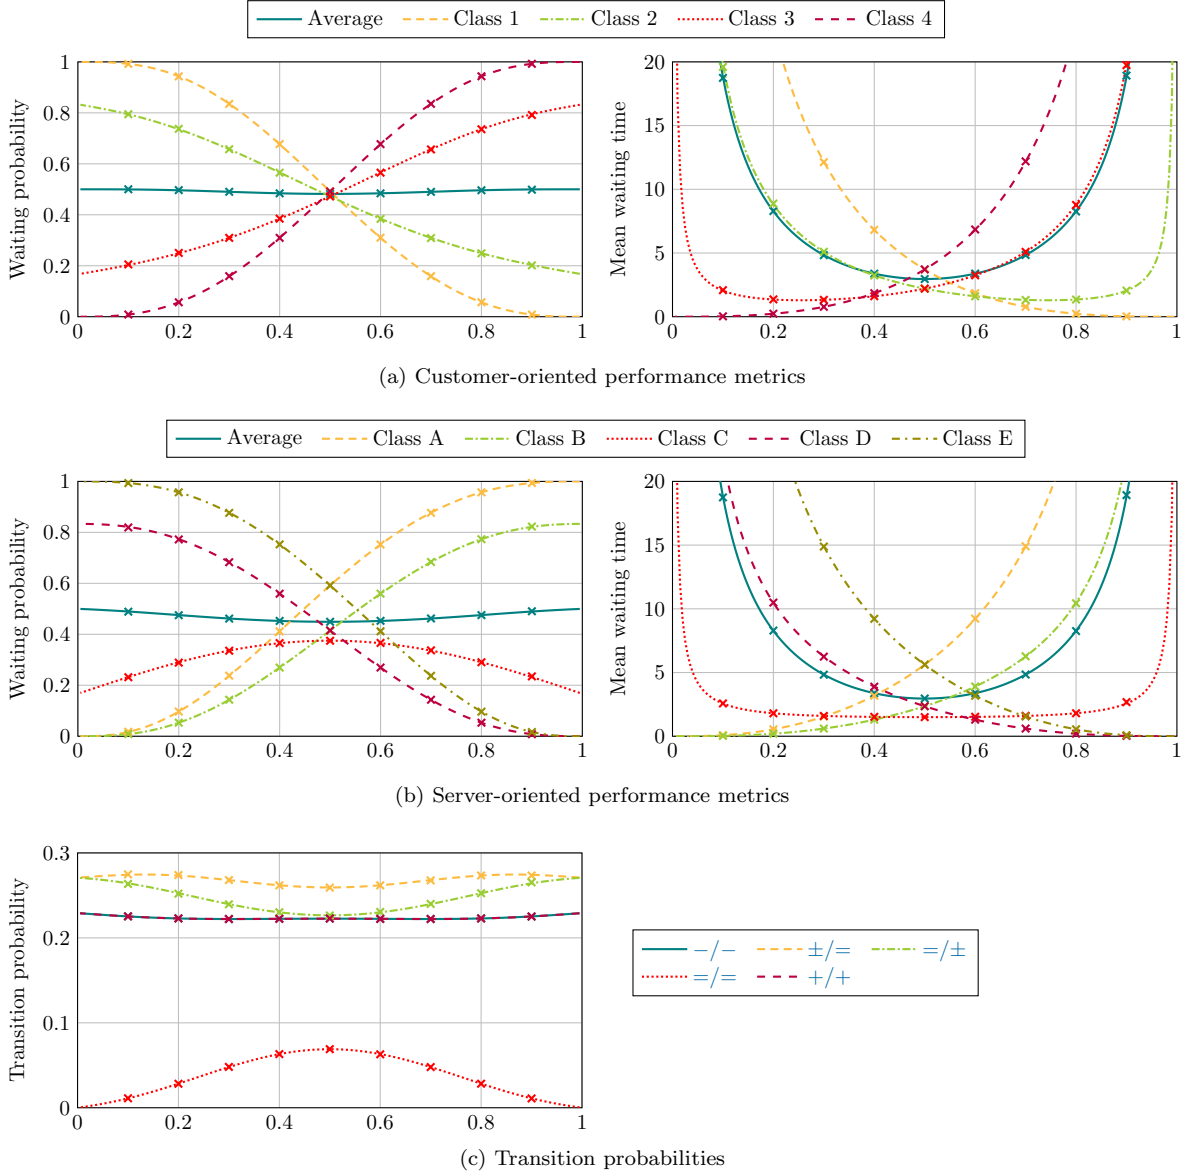 Average Class 1 Class 2 Class 3 Class 4
Waiting probability
1
0.8
0.6
0.4
0.2
0
0 0.2 0.4 0.6 0.8 1
Mean waiting time
20
15
10
5
0
0 0.2 0.4 0.6 0.8 1
(a) Customer-oriented performance metrics
Average Class A Class B Class C Class D Class E
Waiting probability
1
0.8
0.6
0.4
0.2
0
0 0.2 0.4 0.6 0.8 1
Mean waiting time
20
15
10
5
0
0 0.2 0.4 0.6 0.8 1
(b) Server-oriented performance metrics
Transition probability
0.3
0.2
0.1
0
0 0.2 0.4 0.6 0.8 1
−/− ±/= =/±
=/= +/+
(c) Transition probabilities